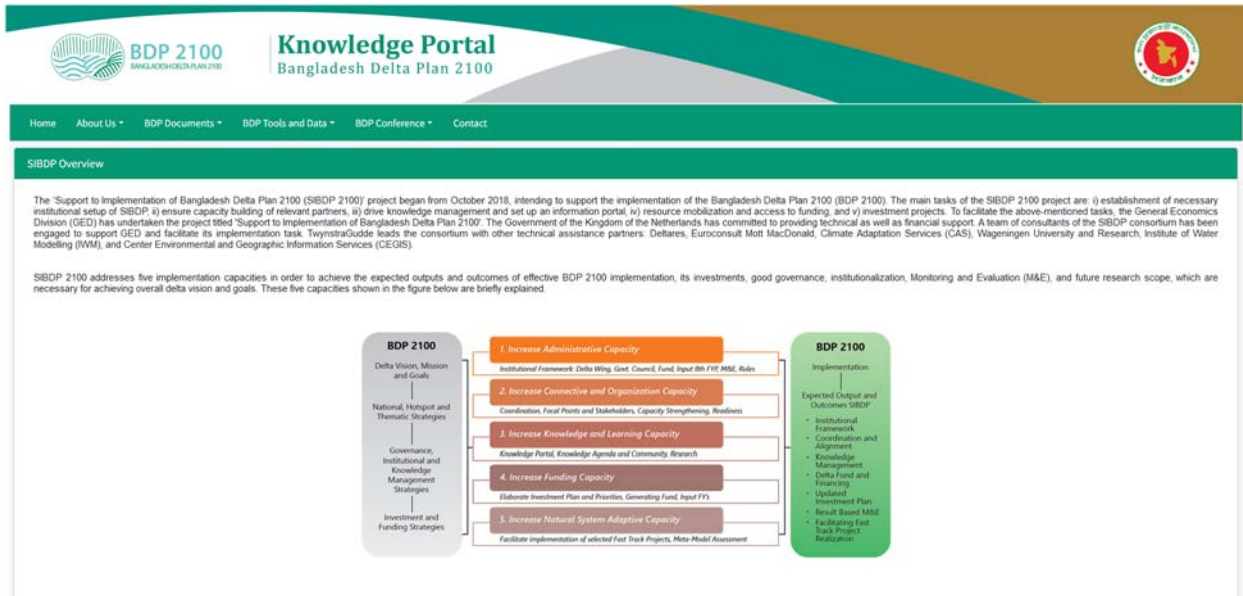 BDP 2100
BANGLADESH DELTA PLAN 2100
Knowledge Portal
Bangladesh Delta Plan 2100
Home About Us BDP Documents BDP Tools and Data BDP Conference Contact
SIBDP Overview
The 'Support to Implementation of Bangladesh Delta Plan 2100 (SIBDP 2100)' project began from October 2018, intending to support the implementation of the Bangladesh Delta Plan 2100 (BDP 2100). The main tasks of the SIBDP 2100 project are: i) establishment of necessary
institutional setup of SIBDP, ii) ensure capacity building of relevant partners, iii) drive knowledge management and set up an information portal, iv) resource mobilization and access to funding, and v) investment projects. To facilitate the above-mentioned tasks, the General Economics
Division (GED) has undertaken the project titled 'Support to Implementation of Bangladesh Delta Plan 2100'. The Government of the Kingdom of the Netherlands has committed to providing technical as well as financial support. A team of consultants of the SIBDP consortium has been
engaged to support GED and facilitate its implementation task. TwynstraGudde leads the consortium with other technical assistance partners: Deltares, Euroconsult Mott MacDonald, Climate Adaptation Services (CAS), Wageningen University and Research, Institute of Water
Modelling (IWM), and Center Environmental and Geographic Information Services (CEGIS).
SIBDP 2100 addresses five implementation capacities in order to achieve the expected outputs and outcomes of effective BDP 2100 implementation, its investments, good governance, institutionalization, Monitoring and Evaluation (M&E), and future research scope, which are
necessary for achieving overall delta vision and goals. These five capacities shown in the figure below are briefly explained.
BDP 2100
Delta Vision, Mission
and Goals
National, Hotspot and
Thematic Strategies
Governance,
Institutional and
Knowledge
Management
Strategies
Investment and
Funding Strategies
1. Increase Administrative Capacity
Institutional Framework: Delta Wing, Govt. Council, Fund, Input 8th FYP, M&E, Rules
2. Increase Connective and Organization Capacity
Coordination, Focal Points and Stakeholders, Capacity Strengthening, Readiness
3. Increase Knowledge and Learning Capacity
Knowledge Portal, Knowledge Agenda and Community, Research
4. Increase Funding Capacity
Elaborate Investment Plan and Priorities, Generating Fund, Input FY's
5. Increase Natural System Adaptive Capacity
Facilitate implementation of selected Fast Track Projects, Meta-Model Assessment
BDP 2100
Implementation
Expected Output and
Outcomes SIBDP
• Institutional
Framework
• Coordination and
Alignment
• Knowledge
Management
• Delta Fund and
Financing
• Updated
Investment Plan
• Result Based M&E
• Facilitating Fast
Track Project
Realization